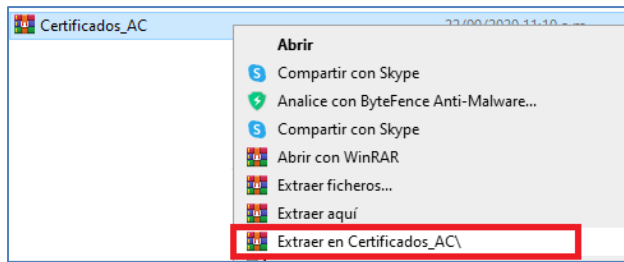 Certificados_AC
Abrir
Compartir con Skype
Analice con ByteFence Anti-Malware...
Compartir con Skype
Abrir con WinRAR
Extraer ficheros...
Extraer aquí
Extraer en Certificados_AC\